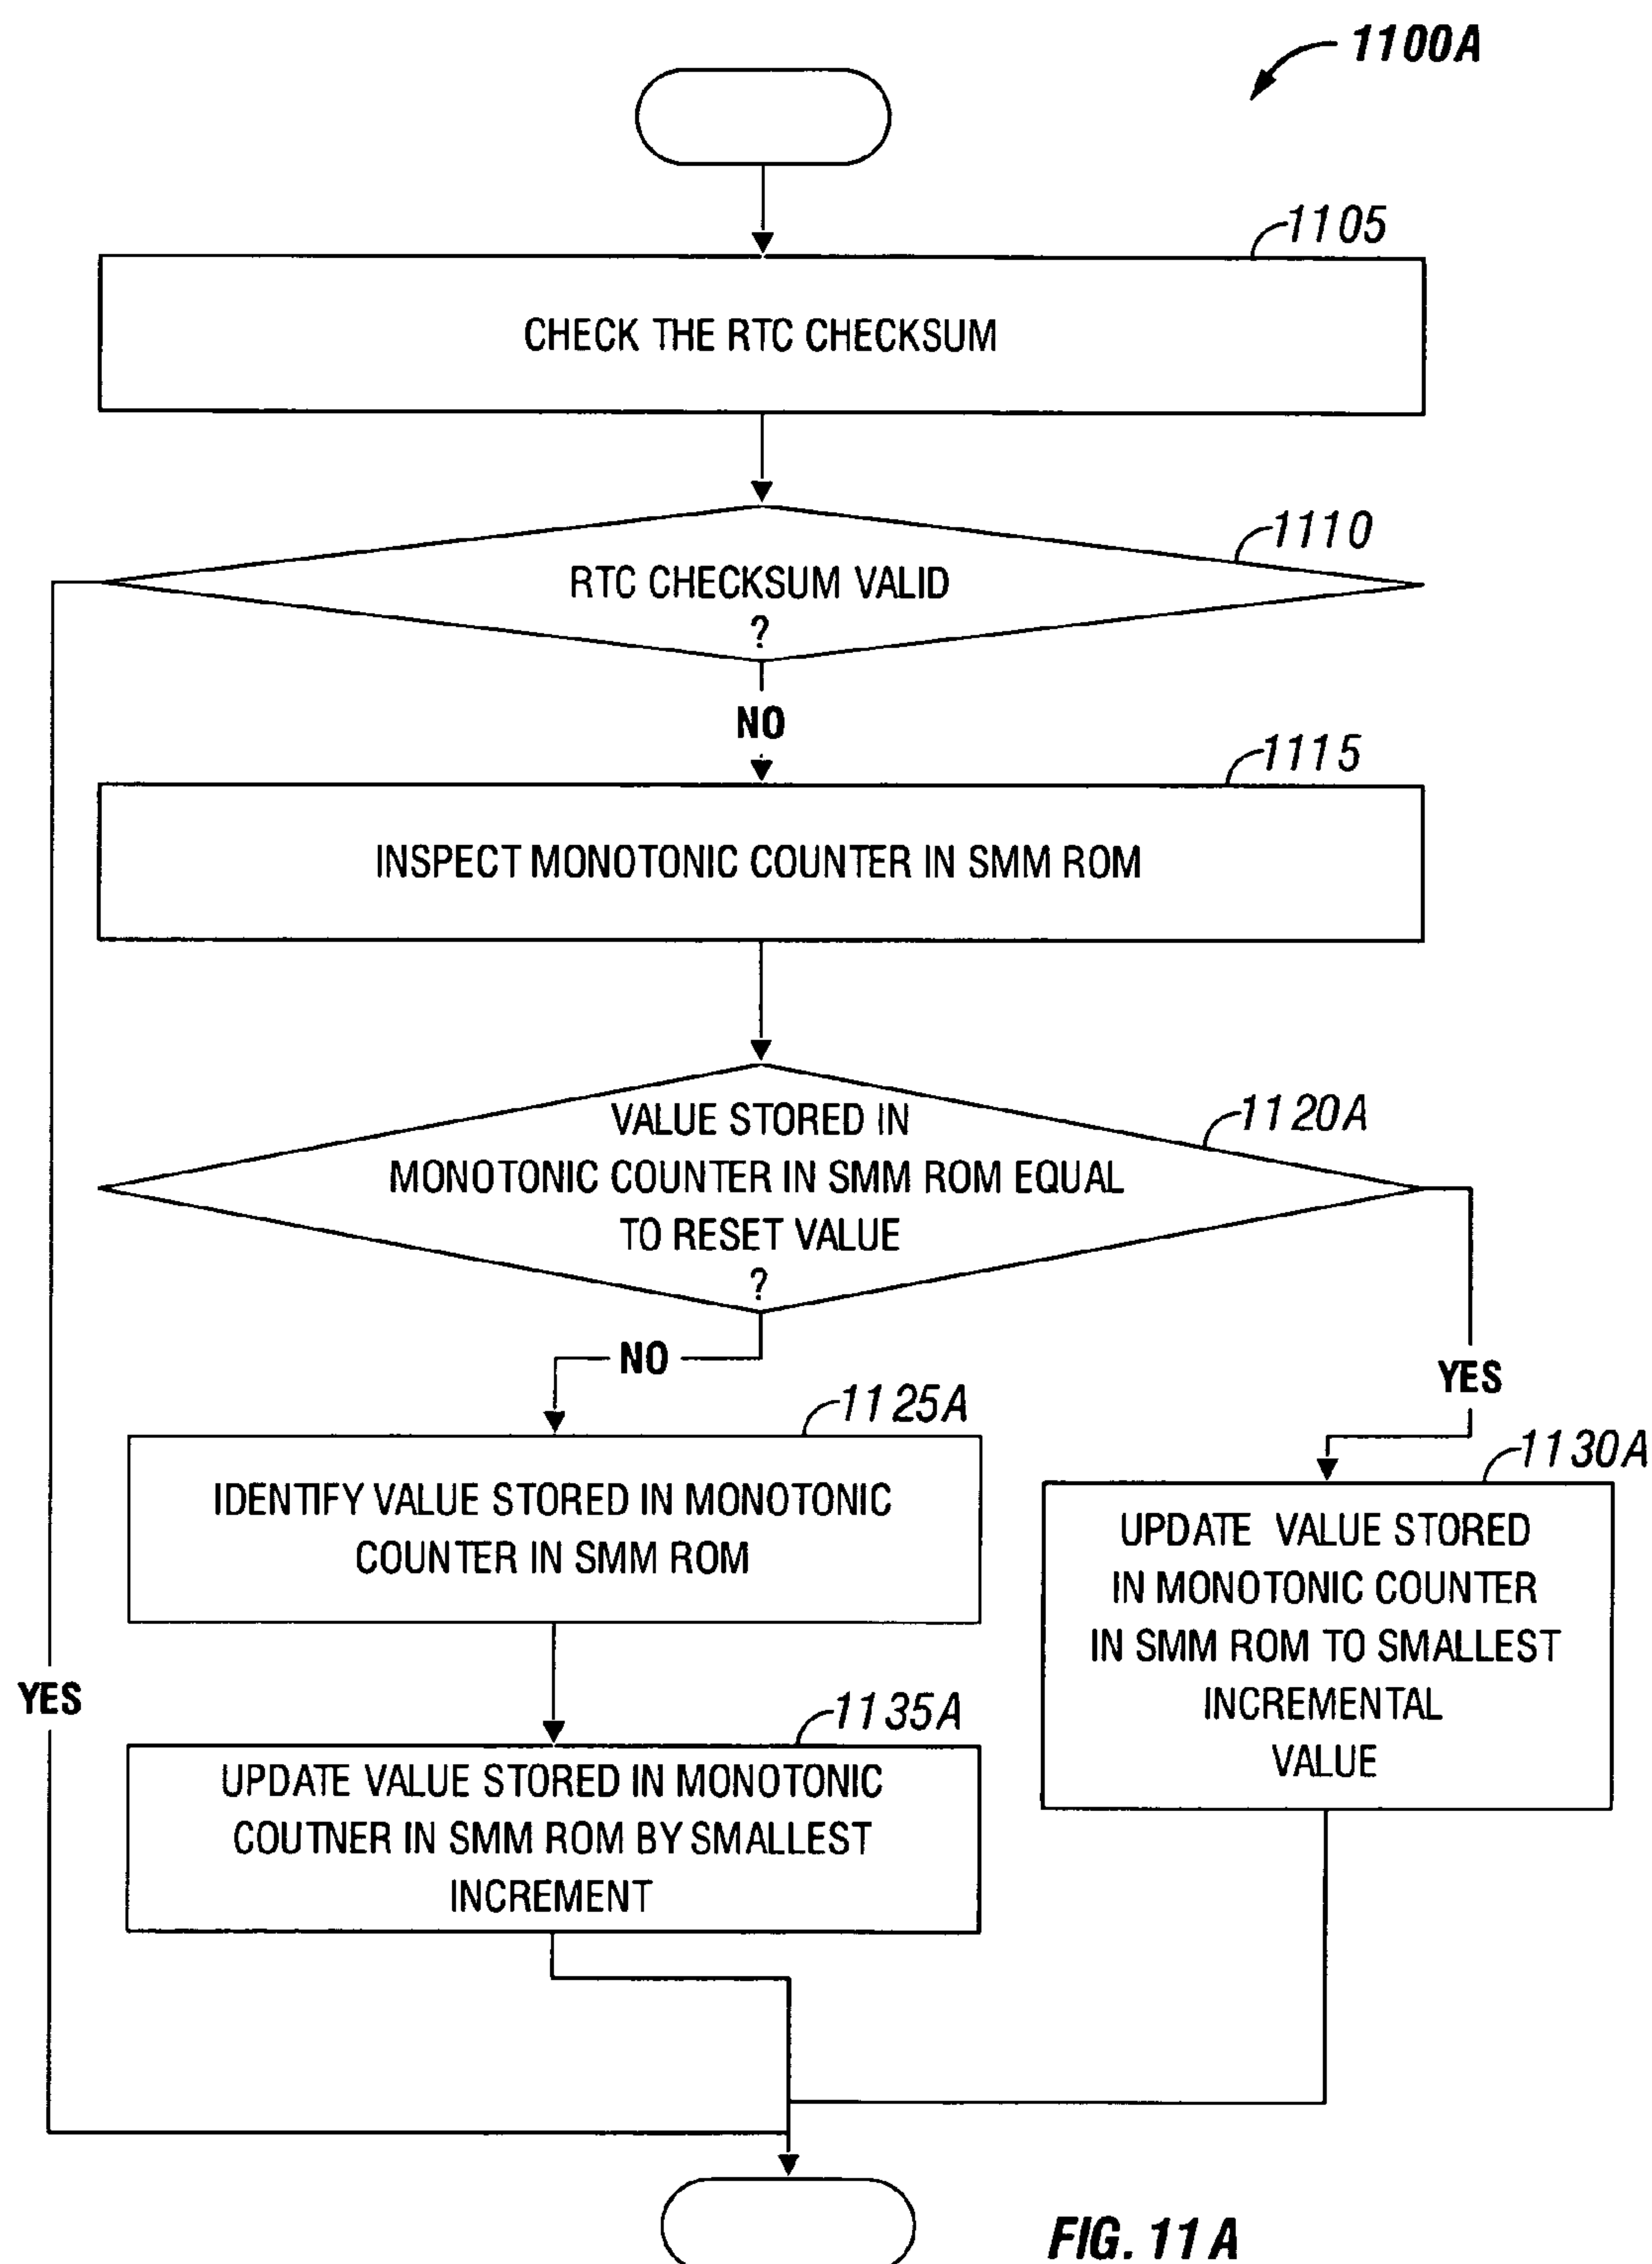 1100A
1105
CHECK THE RTC CHECKSUM
1110
RTC CHECKSUM VALID
?
NO
1115
INSPECT MONOTONIC COUNTER IN SMM ROM
1120A
VALUE STORED IN
MONOTONIC COUNTER IN SMM ROM EQUAL
TO RESET VALUE
?
NO
YES
1125A
IDENTIFY VALUE STORED IN MONOTONIC
COUNTER IN SMM ROM
1130A
UPDATE VALUE STORED
IN MONOTONIC COUNTER
IN SMM ROM TO SMALLEST
INCREMENTAL
VALUE
YES
1135A
UPDATE VALUE STORED IN MONOTONIC
COUTNER IN SMM ROM BY SMALLEST
INCREMENT
FIG. 11A